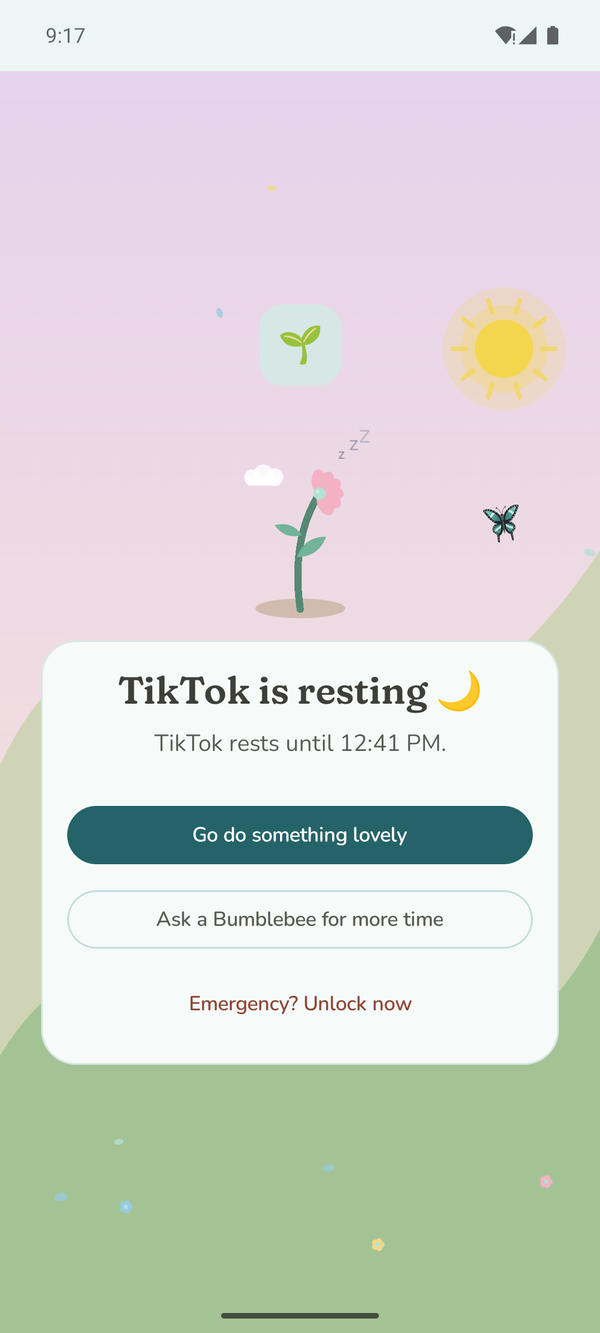 9:17
z z Z
TikTok is resting 🌙
TikTok rests until 12:41 PM.
Go do something lovely
Ask a Bumblebee for more time
Emergency? Unlock now